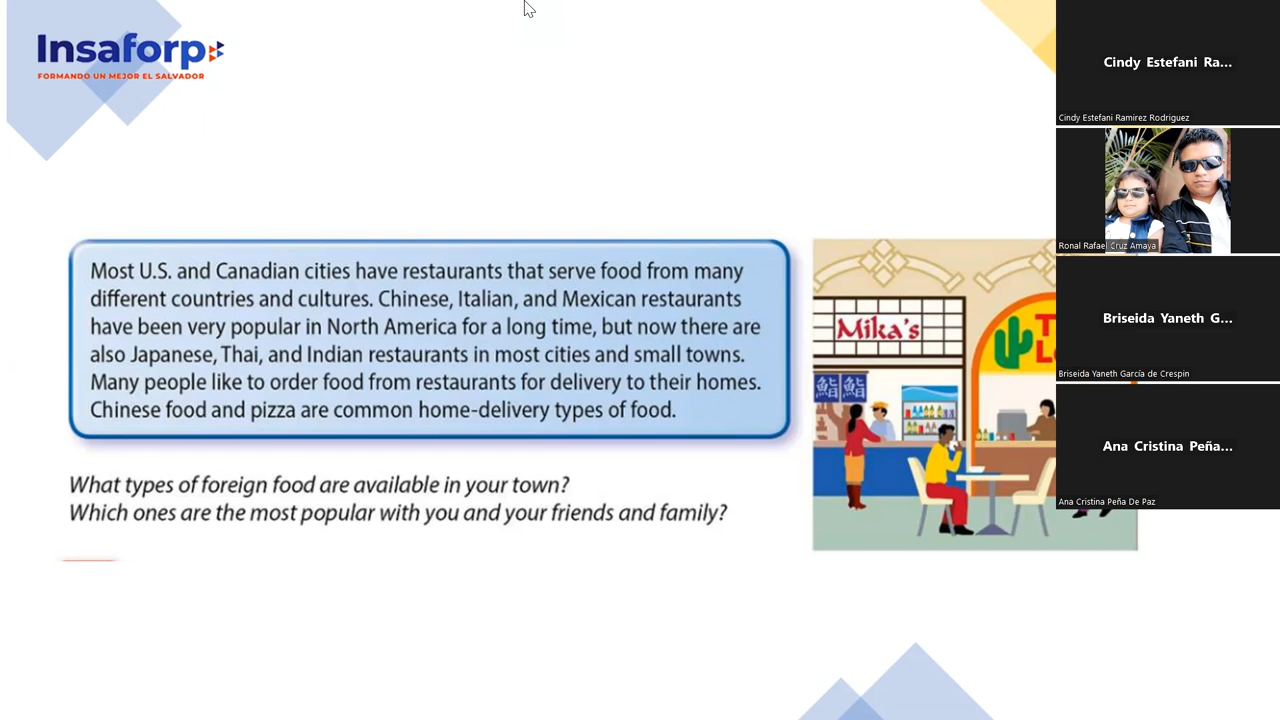 Insaforp
FORMANDO UN MEJOR EL SALVADOR
Most U.S. and Canadian cities have restaurants that serve food from many
different countries and cultures. Chinese, Italian, and Mexican restaurants
have been very popular in North America for a long time, but now there are
also Japanese, Thai, and Indian restaurants in most cities and small towns.
Many people like to order food from restaurants for delivery to their homes.
Chinese food and pizza are common home-delivery types of food.
What types of foreign food are available in your town?
Which ones are the most popular with you and your friends and family?
Mika's
鮨 鮨
Cindy Estefani Ra...
Cindy Estefani Ramirez Rodriguez
Ronal Rafael Cruz Amaya
Briseida Yaneth G...
Briseida Yaneth García de Crespin
Ana Cristina Peña...
Ana Cristina Peña De Paz